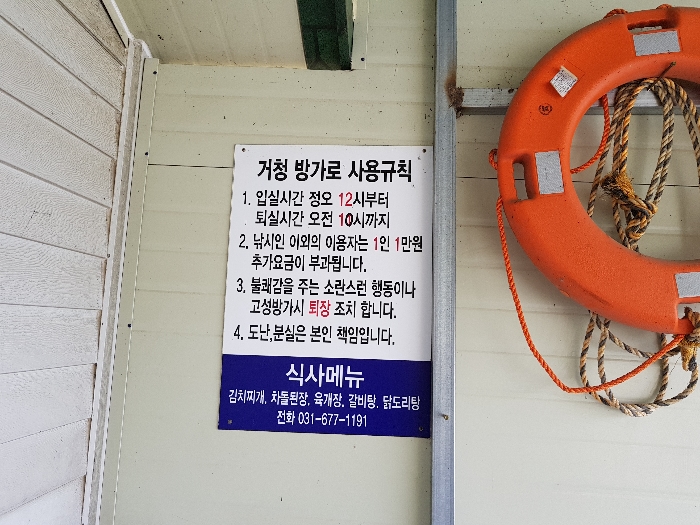 거청 방가로 사용규칙
1. 입실시간 정오 12시부터
퇴실시간 오전 10시까지
2. 낚시인 이외의 이용자는 1인 1만원
추가요금이 부과됩니다.
3. 불쾌감을 주는 소란스런 행동이나
고성방가시 퇴장 조치 합니다.
4. 도난,분실은 본인 책임입니다.
식사메뉴
김치찌개, 차돌된장, 육개장, 갈비탕, 닭도리탕
전화 031-677-1191